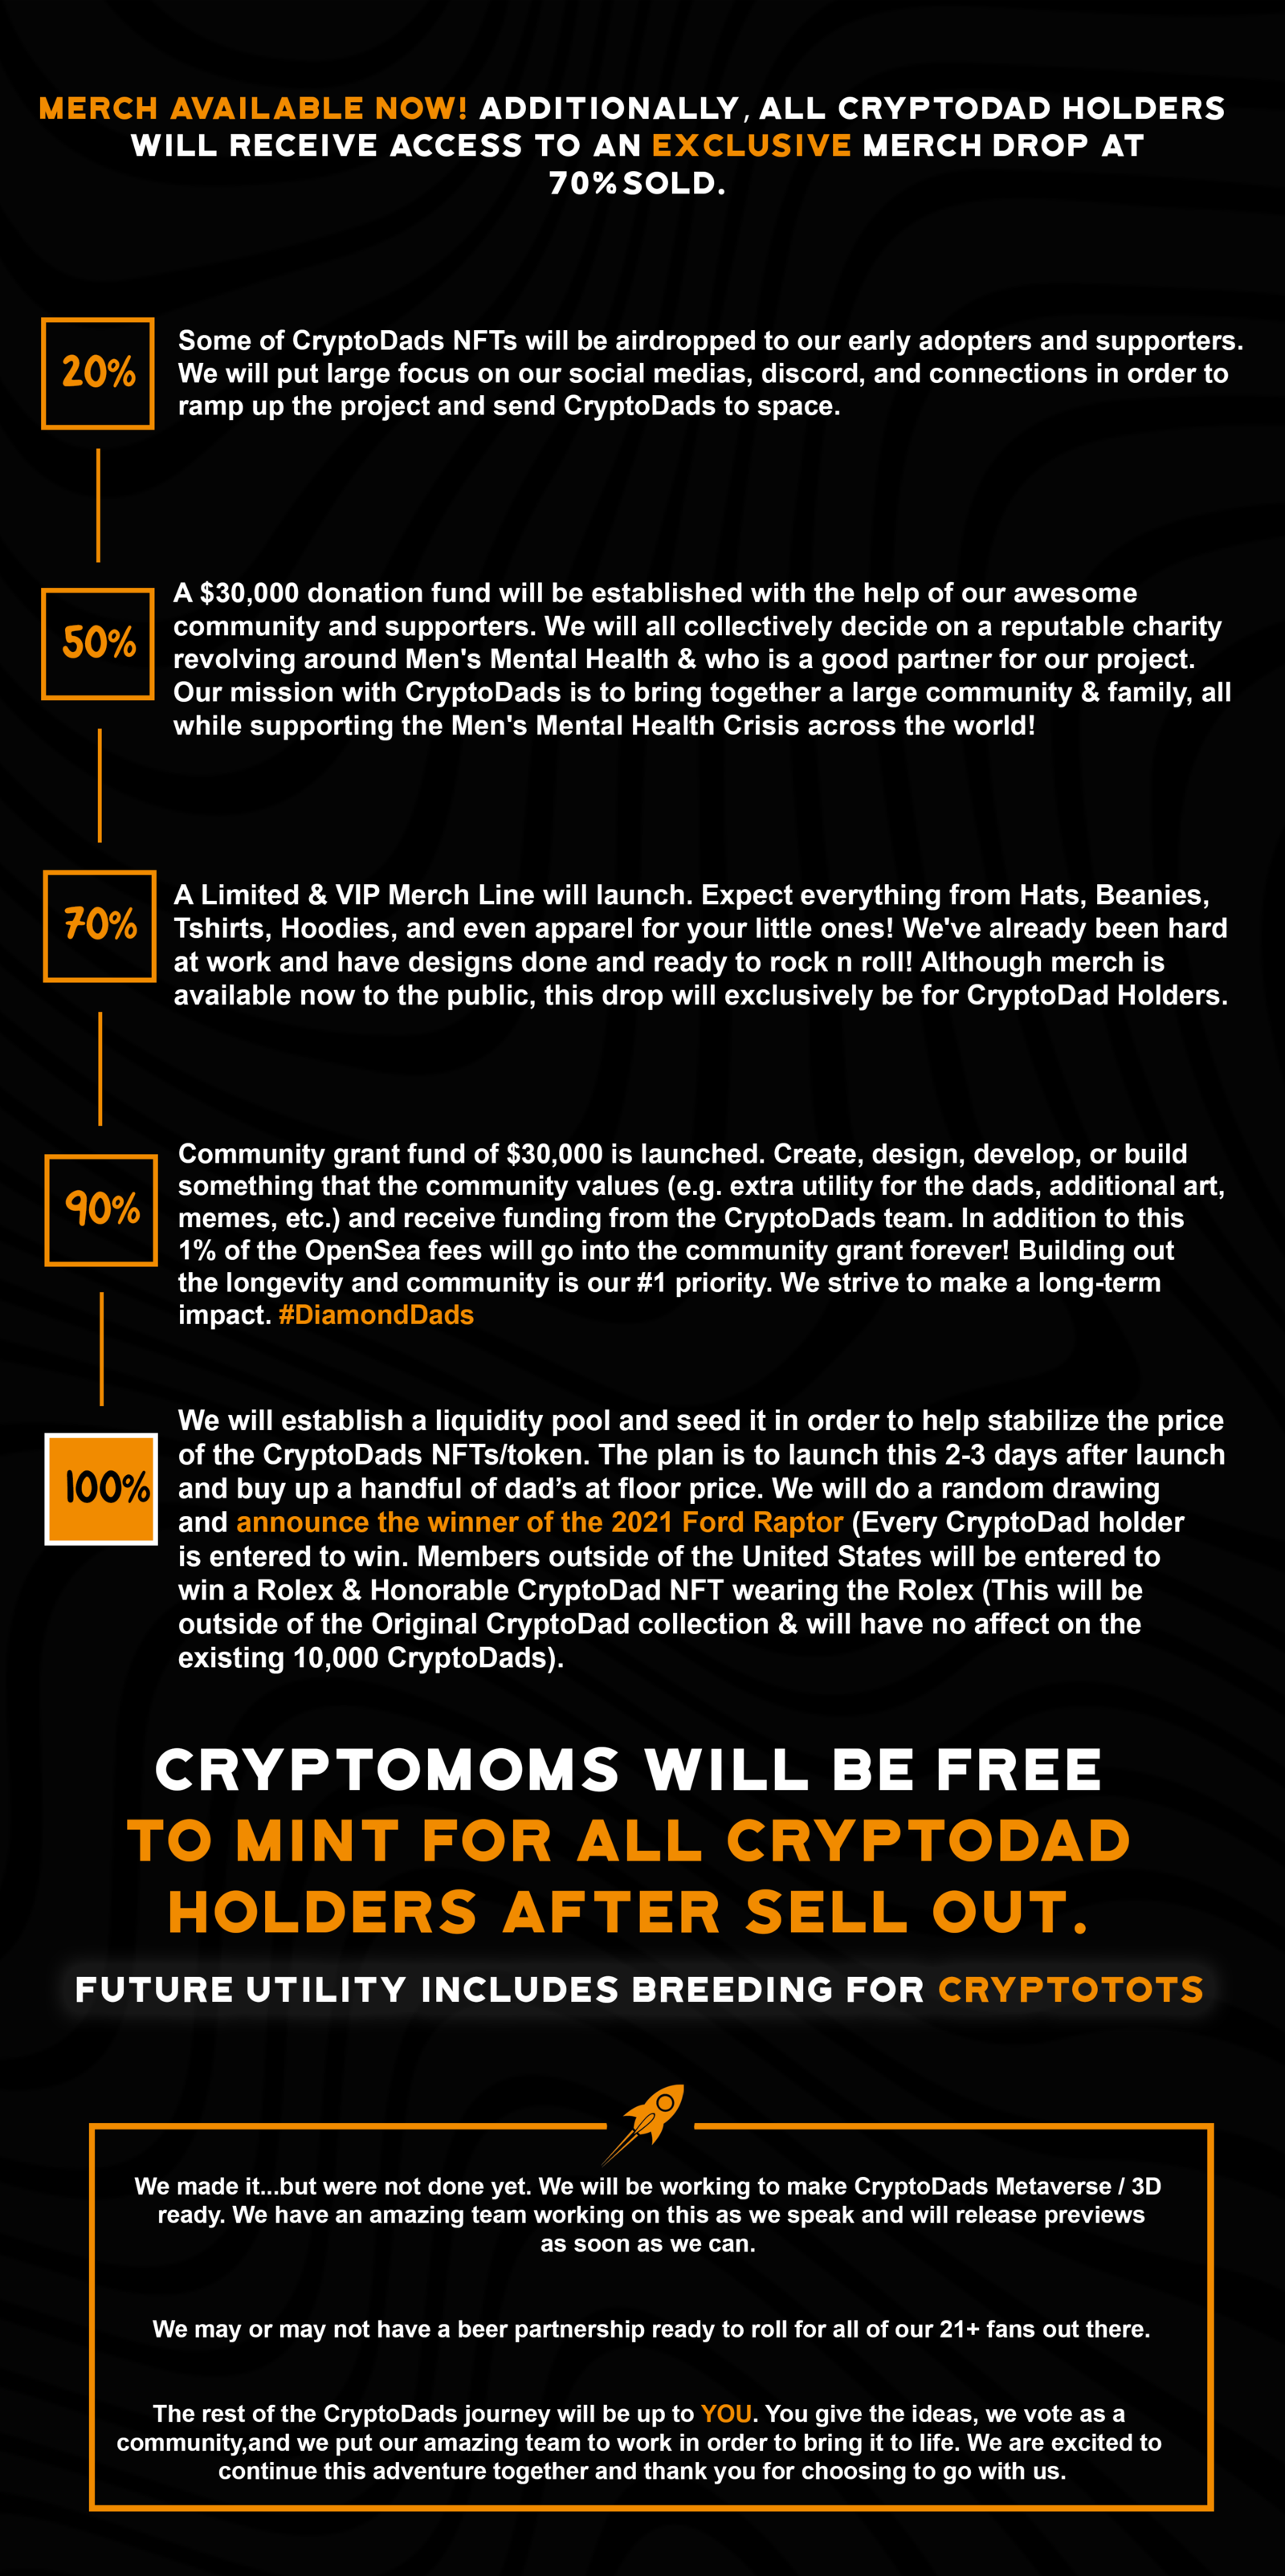 MERCH AVAILABLE NOW! ADDITIONALLY, ALL CRYPTODAD HOLDERS
WILL RECEIVE ACCESS TO AN EXCLUSIVE MERCH DROP AT
70% SOLD.
20%
Some of CryptoDads NFTs will be airdropped to our early adopters and supporters.
We will put large focus on our social medias, discord, and connections in order to
ramp up the project and send CryptoDads to space.
50%
A $30,000 donation fund will be established with the help of our awesome
community and supporters. We will all collectively decide on a reputable charity
revolving around Men's Mental Health & who is a good partner for our project.
Our mission with CryptoDads is to bring together a large community & family, all
while supporting the Men's Mental Health Crisis across the world!
70%
A Limited & VIP Merch Line will launch. Expect everything from Hats, Beanies,
Tshirts, Hoodies, and even apparel for your little ones! We've already been hard
at work and have designs done and ready to rock n roll! Although merch is
available now to the public, this drop will exclusively be for CryptoDad Holders.
90%
Community grant fund of $30,000 is launched. Create, design, develop, or build
something that the community values (e.g. extra utility for the dads, additional art,
memes, etc.) and receive funding from the CryptoDads team. In addition to this
1% of the OpenSea fees will go into the community grant forever! Building out
the longevity and community is our #1 priority. We strive to make a long-term
impact. #DiamondDads
100%
We will establish a liquidity pool and seed it in order to help stabilize the price
of the CryptoDads NFTs/token. The plan is to launch this 2-3 days after launch
and buy up a handful of dad's at floor price. We will do a random drawing
and announce the winner of the 2021 Ford Raptor (Every CryptoDad holder
is entered to win. Members outside of the United States will be entered to
win a Rolex & Honorable CryptoDad NFT wearing the Rolex (This will be
outside of the Original CryptoDad collection & will have no affect on the
existing 10,000 CryptoDads).
CRYPTOMOMS WILL BE FREE
TO MINT FOR ALL CRYPTODAD
HOLDERS AFTER SELL OUT.
FUTURE UTILITY INCLUDES BREEDING FOR CRYPTOTOTS
We made it...but were not done yet. We will be working to make CryptoDads Metaverse / 3D
ready. We have an amazing team working on this as we speak and will release previews
as soon as we can.
We may or may not have a beer partnership ready to roll for all of our 21+ fans out there.
The rest of the CryptoDads journey will be up to YOU. You give the ideas, we vote as a
community,and we put our amazing team to work in order to bring it to life. We are excited to
continue this adventure together and thank you for choosing to go with us.